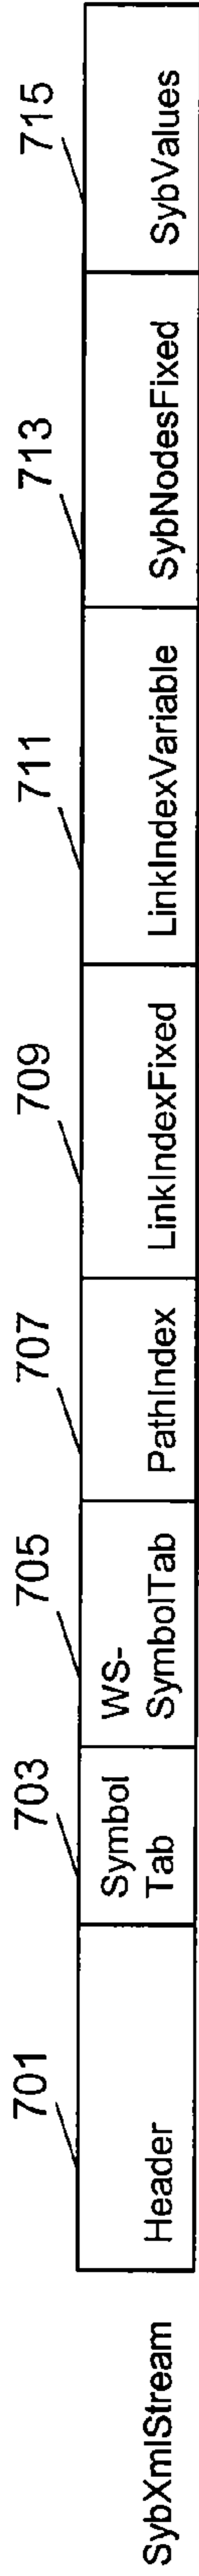 701 703 705 707 709 711 713 715
SybXmlStream
Header
Symbol
Tab
WS-
SymbolTab
PathIndex
LinkIndexFixed
LinkIndexVariable
SybNodesFixed
SybValues